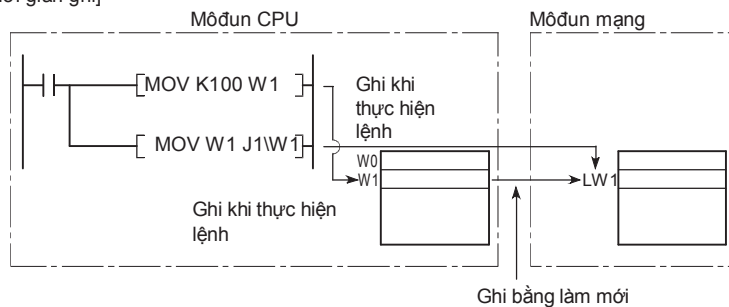 gian ghi]
Môđun CPU
Môđun mạng
MOV K100 W1
Ghi khi
thực hiện
lệnh
MOV W1 J1\W1
W0
W1
LW1
Ghi khi thực hiện
lệnh
Ghi bằng làm mới